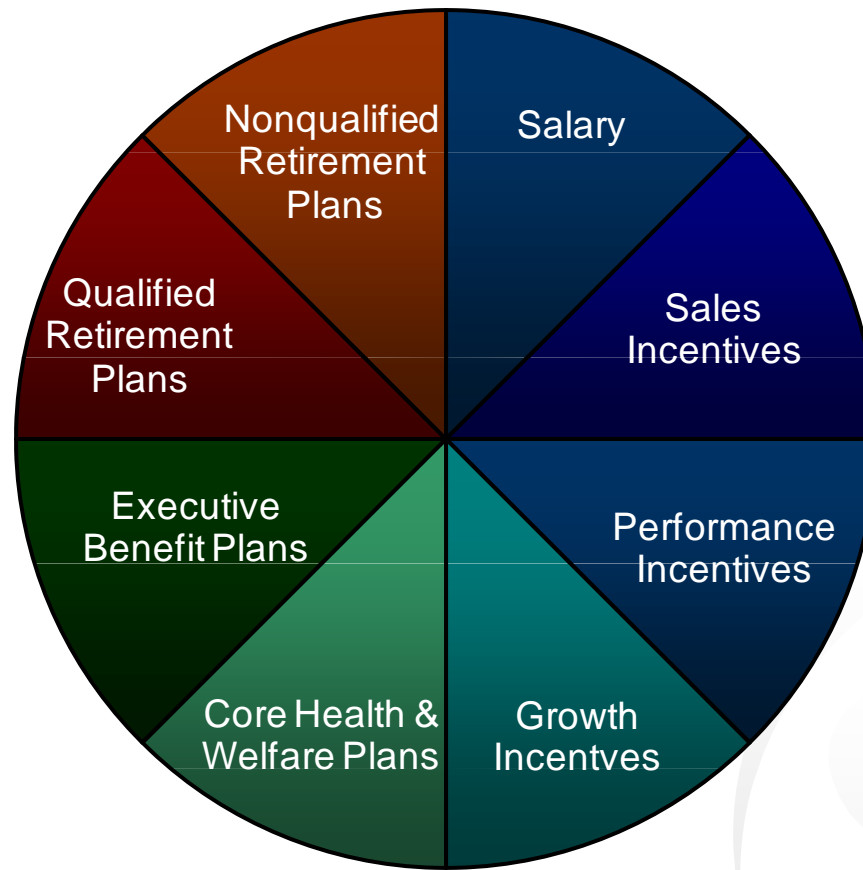 Nonqualified
Retirement
Plans
Salary
Qualified
Retirement
Plans
Sales
Incentives
Executive
Benefit Plans
Performance
Incentives
Core Health &
Welfare Plans
Growth
Incentves